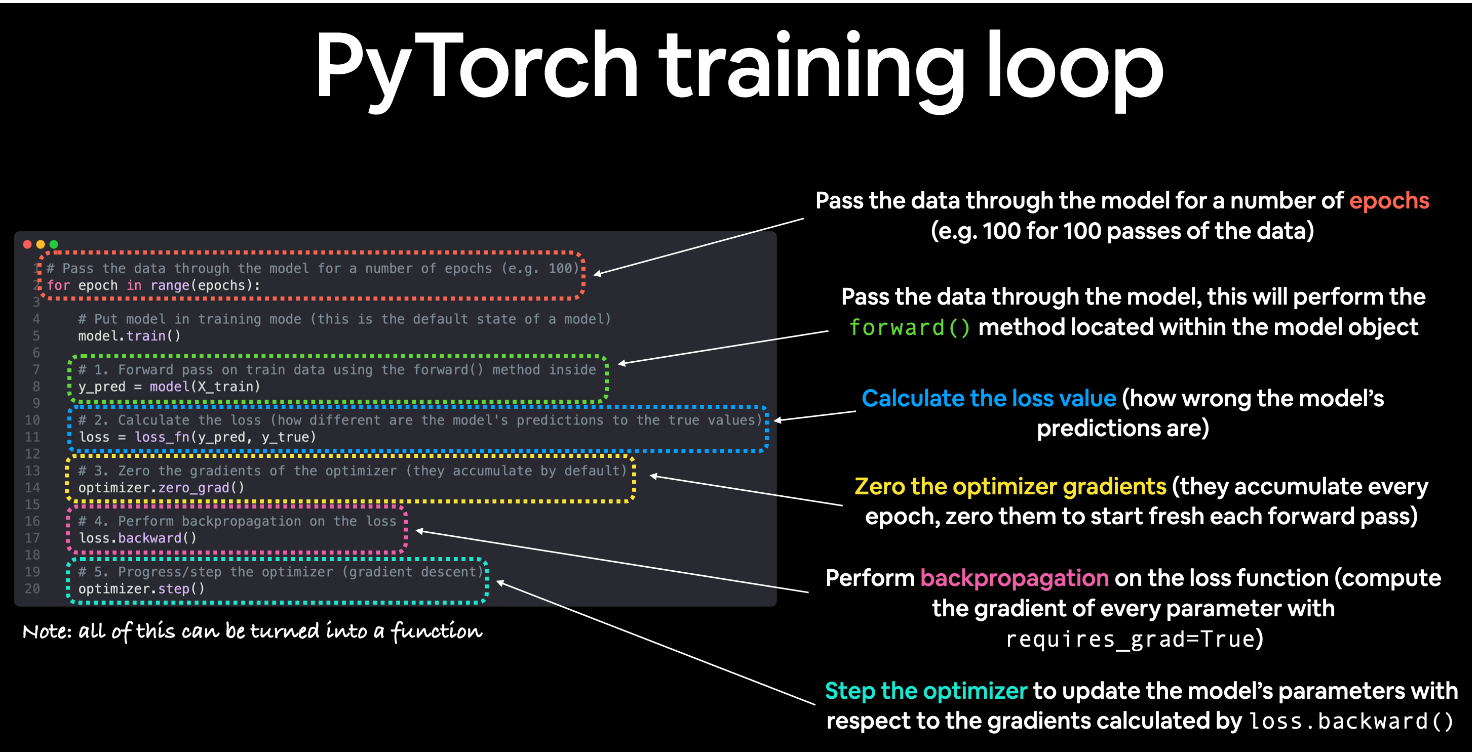 PyTorch training loop
Pass the data through the model for a number of epochs
(e.g. 100 for 100 passes of the data)
1 # Pass the data through the model for a number of epochs (e.g. 100)
2 for epoch in range(epochs):
3
4 # Put model in training mode (this is the default state of a model)
5 model.train()
6
7 # 1. Forward pass on train data using the forward() method inside
8 y_pred = model(X_train)
9
10 # 2. Calculate the loss (how different are the model's predictions to the true values)
11 loss = loss_fn(y_pred, y_true)
12
13 # 3. Zero the gradients of the optimizer (they accumulate by default)
14 optimizer.zero_grad()
15
16 # 4. Perform backpropagation on the loss
17 loss.backward()
18
19 # 5. Progress/step the optimizer (gradient descent)
20 optimizer.step()
Note: all of this can be turned into a function
Pass the data through the model, this will perform the
forward() method located within the model object
Calculate the loss value (how wrong the model's
predictions are)
Zero the optimizer gradients (they accumulate every
epoch, zero them to start fresh each forward pass)
Perform backpropagation on the loss function (compute
the gradient of every parameter with
requires_grad=True)
Step the optimizer to update the model's parameters with
respect to the gradients calculated by loss.backward()